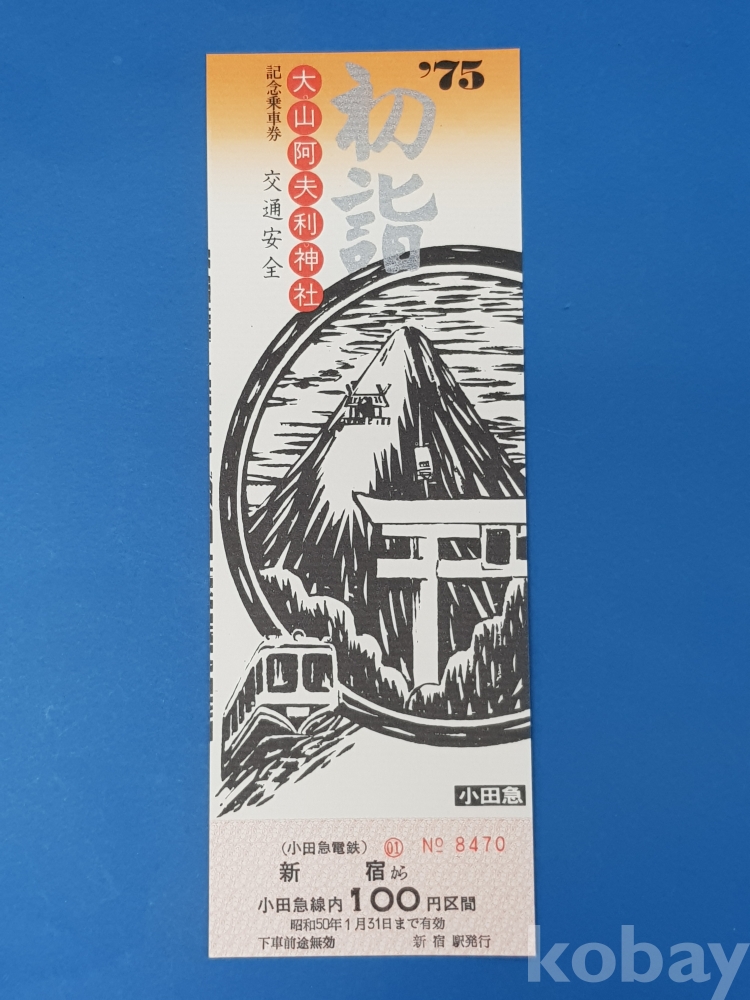 '75
初詣
大山阿夫利神社
記念乗車券
交通安全
小田急
(小田急電鉄) 01 Nº 8470
新宿から
小田急線内100円区間
昭和50年1月31日まで有効
下車前途無効 新宿駅発行
kobay